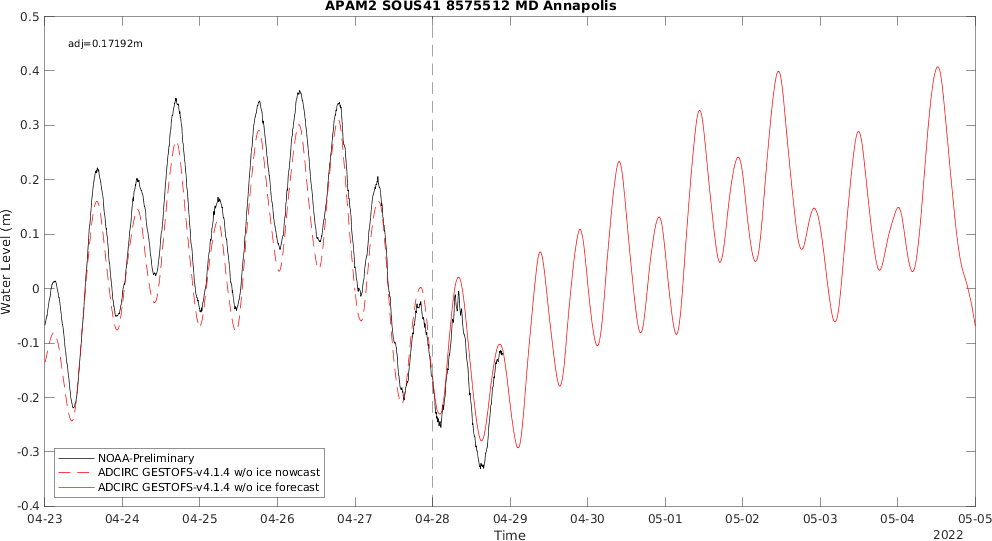 APAM2 SOUS41 8575512 MD Annapolis
0.5
adj=0.17192m
0.4
0.3
0.2
0.1
0
-0.1
-0.2
-0.3
-0.4
Water Level (m)
NOAA-Preliminary
ADCIRC GESTOFS-v4.1.4 w/o ice nowcast
ADCIRC GESTOFS-v4.1.4 w/o ice forecast
04-23 04-24 04-25 04-26 04-27 04-28 04-29 04-30 05-01 05-02 05-03 05-04 05-05
Time
2022